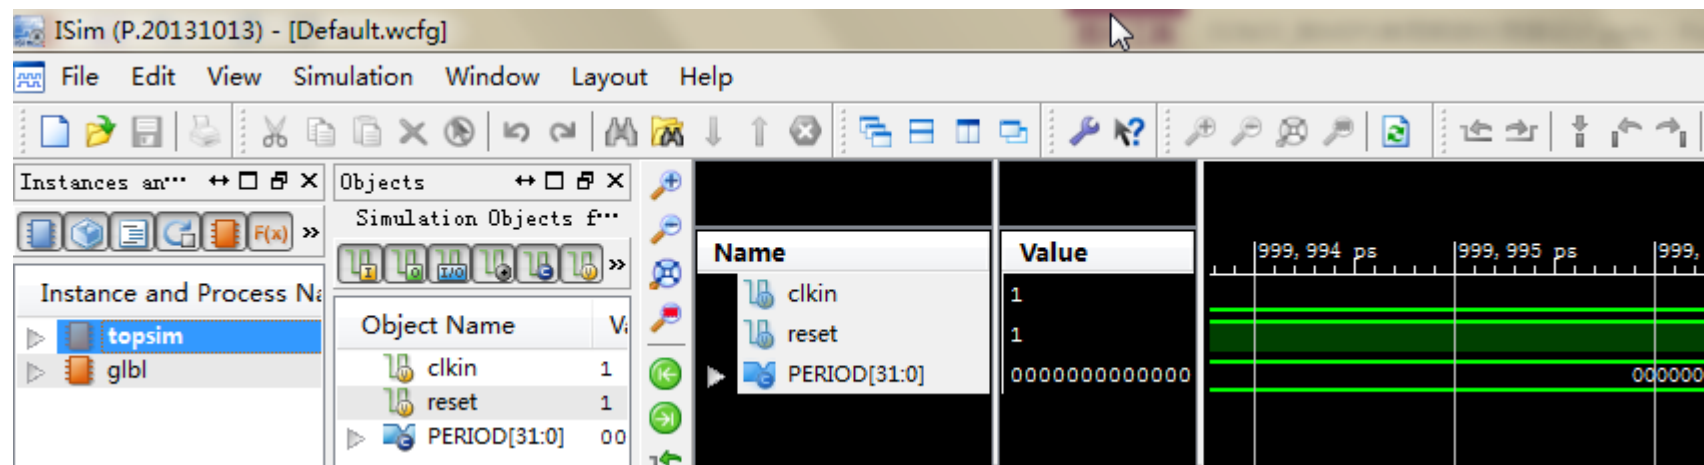 ISim (P.20131013) - [Default.wcfg]
File Edit View Simulation Window Layout Help
Instances an...
Objects
Simulation Objects f...
F(x)
I O I/O
Name Value
999,994 ps 999,995 ps 999,
Instance and Process Na
topsim
glbl
Object Name Va
clkin 1
reset 1
PERIOD[31:0] 00
clkin 1
reset 1
PERIOD[31:0] 0000000000000
000000